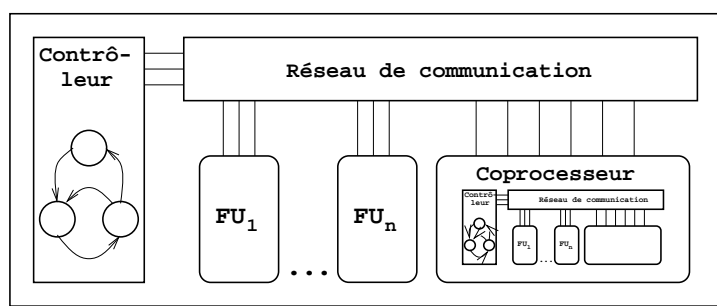 Contrô-
leur
Réseau de communication
FU1
...
FUn
Coprocesseur
Contrô-
leur
Réseau de communication
FU1
...
FUn